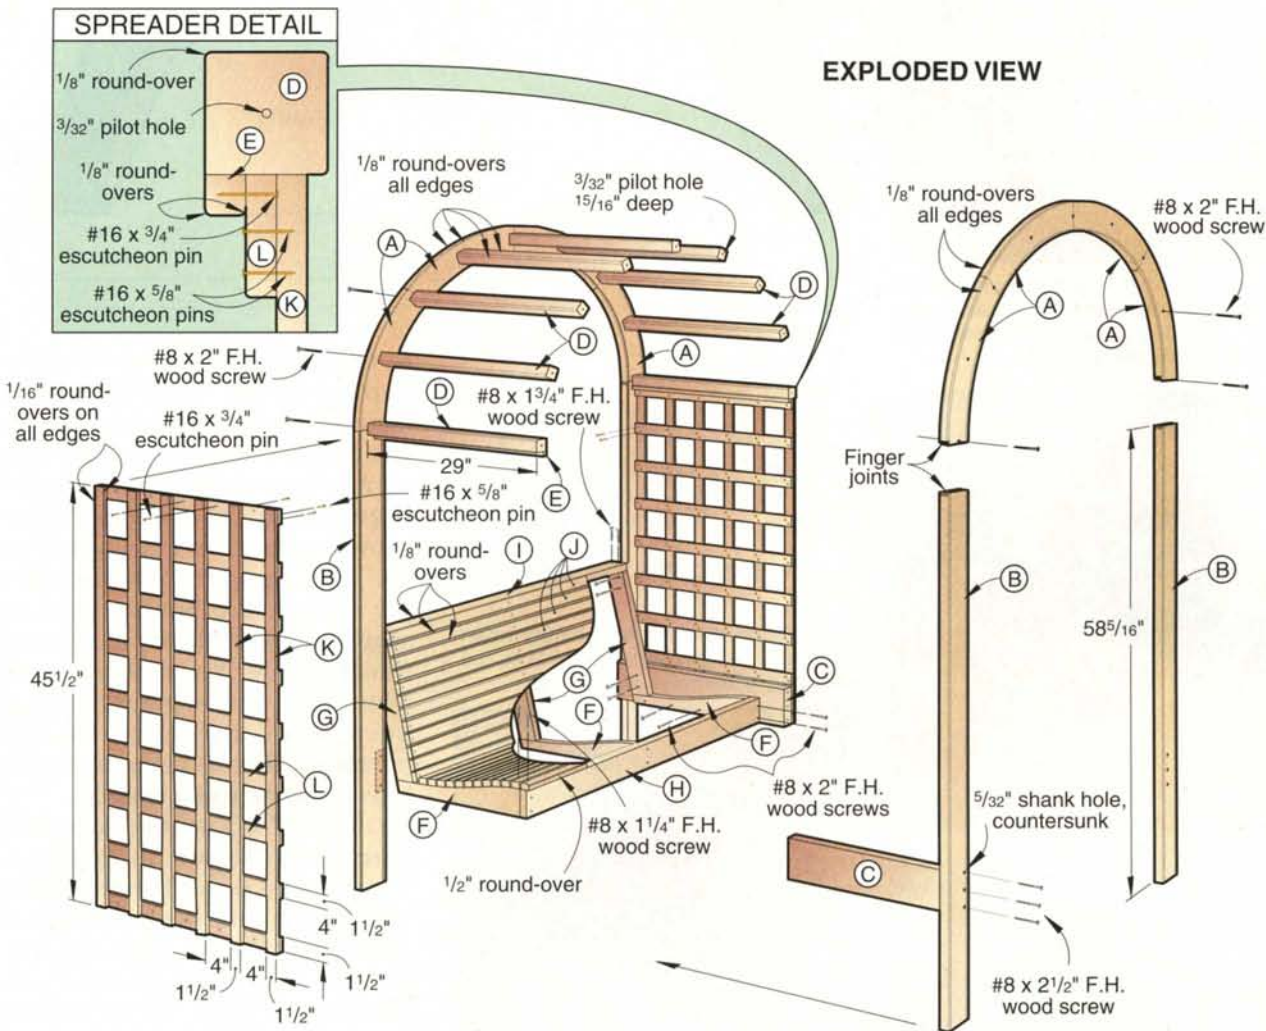 SPREADER DETAIL
1/8" round-over
D
3/32" pilot hole
E
1/8" round-
overs
#16 x 3/4"
escutcheon pin
L
#16 x 5/8"
escutcheon pins
K
EXPLODED VIEW
1/8" round-overs
all edges
3/32" pilot hole
15/16" deep
A
D
D
A
#8 x 2" F.H.
wood screw
D
#8 x 1 3/4" F.H.
wood screw
29"
E
1/16" round-
overs on
all edges
#16 x 3/4"
escutcheon pin
#16 x 5/8"
escutcheon pin
B
1/8" round-
overs
I
J
K
45 1/2"
G
G
F
C
F
L
H
F
#8 x 2" F.H.
wood screws
#8 x 1 1/4" F.H.
wood screw
1/2" round-over
4"
1 1/2"
4"
4"
1 1/2"
1 1/2"
1 1/2"
1/8" round-overs
all edges
#8 x 2" F.H.
wood screw
A
A
Finger
joints
B
B
58 5/16"
5/32" shank hole,
countersunk
C
#8 x 2 1/2" F.H.
wood screw